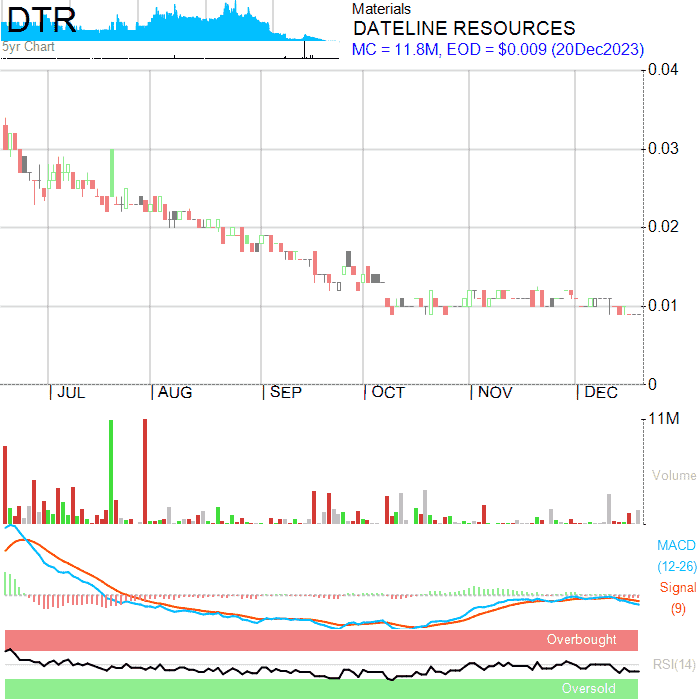 DTR
5yr Chart
Materials
DATELINE RESOURCES
MC = 11.8M, EOD = $0.009 (20Dec2023)
0.04
0.03
0.02
0.01
0
JUL AUG SEP OCT NOV DEC
11M
Volume
MACD
(12-26)
Signal
(9)
Overbought
RSI(14)
Oversold